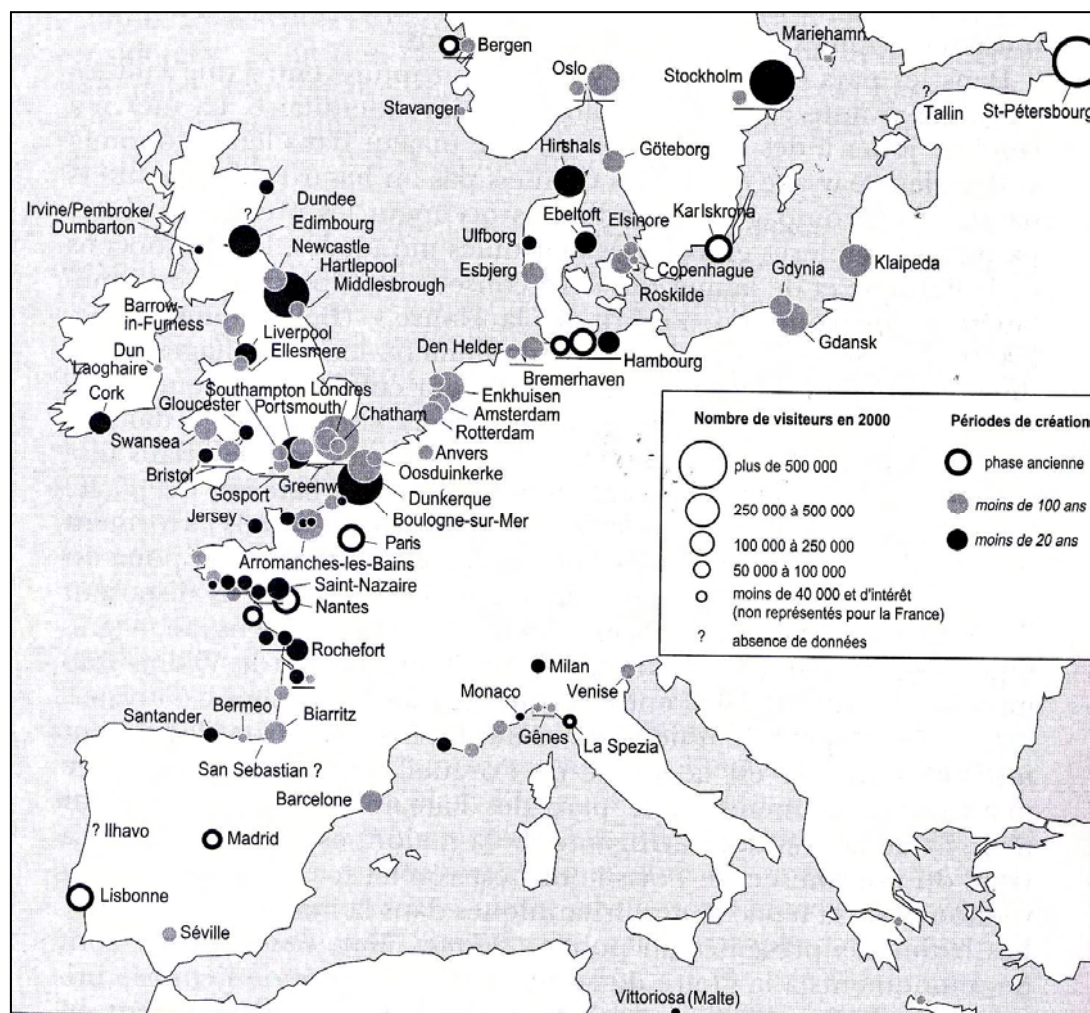 Bergen
Stavanger
Oslo
Stockholm
Mariehamn
?
Tallin
St-Pétersbourg
Hirtshals
Göteborg
Ebeltoft
Elsinore
Karlskrona
Ulfborg
Esbjerg
Copenhague
Roskilde
Gdynia
Klaipeda
Gdansk
Irvine/Pembroke/
Dumbarton
?
Dundee
Edimbourg
Newcastle
Hartlepool
Middlesbrough
Barrow-
in-Furness
Liverpool
Ellesmere
Dun
Laoghaire
Cork
Southampton
Londres
Gloucester
Portsmouth
Chatham
Swansea
Bristol
Gosport
Greenw
Den Helder
Hambourg
Bremerhaven
Enkhuisen
Amsterdam
Rotterdam
Anvers
Oosduinkerke
Dunkerque
Boulogne-sur-Mer
Jersey
Paris
Arromanches-les-Bains
Saint-Nazaire
Nantes
Rochefort
Milan
Monaco
Venise
Gênes
La Spezia
Santander
Bermeo
Biarritz
San Sebastian ?
Barcelone
? Ilhavo
Madrid
Lisbonne
Séville
Vittoriosa (Malte)
Nombre de visiteurs en 2000
plus de 500 000
250 000 à 500 000
100 000 à 250 000
50 000 à 100 000
moins de 40 000 et d'intérêt
(non représentés pour la France)
? absence de données
Périodes de création
phase ancienne
moins de 100 ans
moins de 20 ans